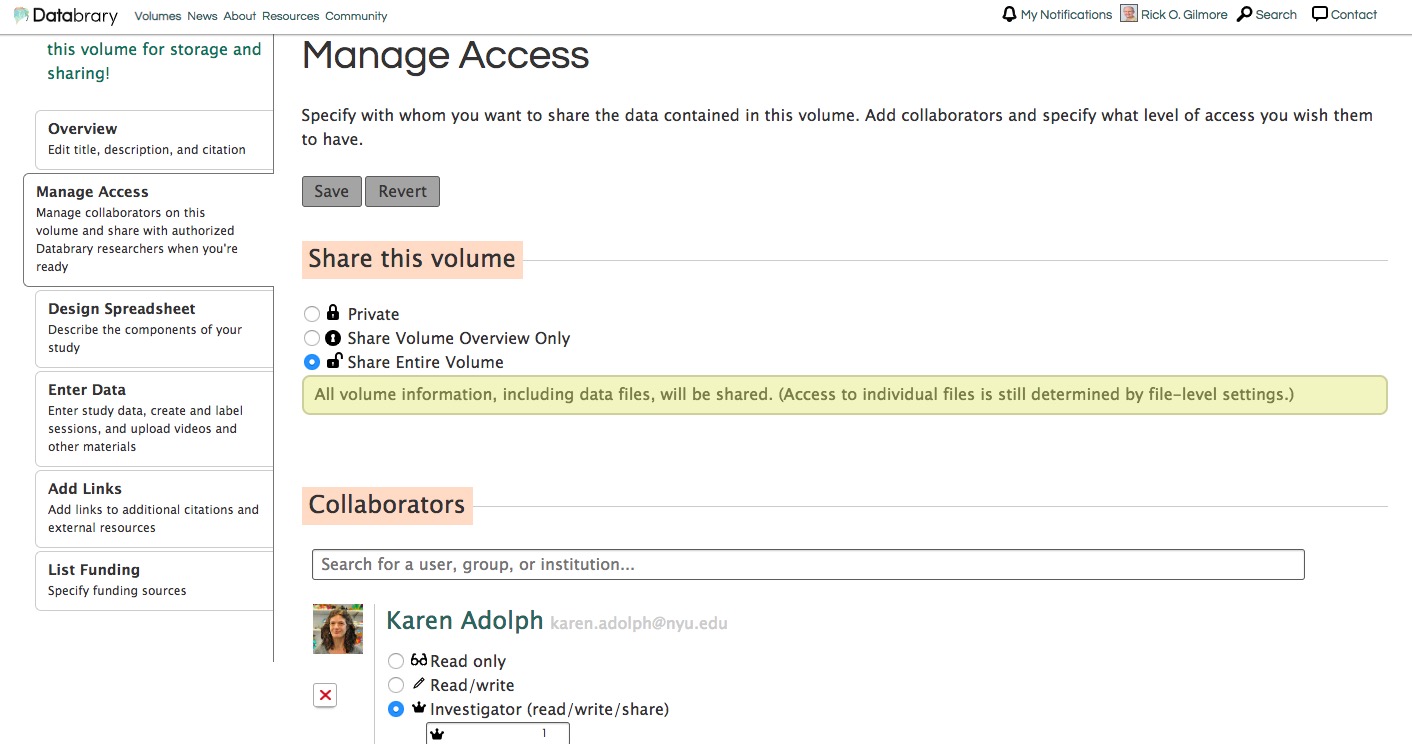 Databrary Volumes News About Resources Community My Notifications Rick O. Gilmore Search Contact
this volume for storage and
sharing!
Overview
Edit title, description, and citation
Manage Access
Manage collaborators on this
volume and share with authorized
Databrary researchers when you're
ready
Design Spreadsheet
Describe the components of your
study
Enter Data
Enter study data, create and label
sessions, and upload videos and
other materials
Add Links
Add links to additional citations and
external resources
List Funding
Specify funding sources
Manage Access
Specify with whom you want to share the data contained in this volume. Add collaborators and specify what level of access you wish them
to have.
Save Revert
Share this volume
Private
Share Volume Overview Only
Share Entire Volume
All volume information, including data files, will be shared. (Access to individual files is still determined by file-level settings.)
Collaborators
Search for a user, group, or institution...
Karen Adolph karen.adolph@nyu.edu
Read only
Read/write
Investigator (read/write/share)
1